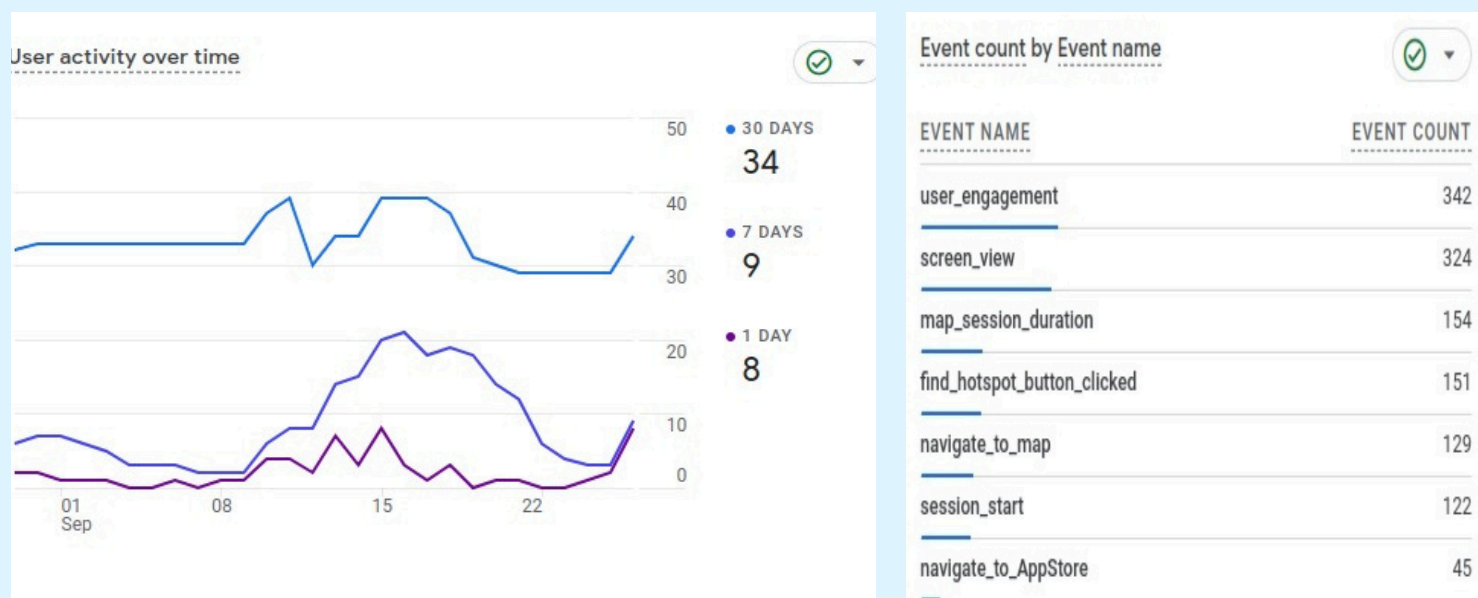 User activity over time
50
40
30
20
10
0
01
Sep
08
15
22
30 DAYS
34
7 DAYS
9
1 DAY
8
Event count by Event name
EVENT NAME EVENT COUNT
user_engagement 342
screen_view 324
map_session_duration 154
find_hotspot_button_clicked 151
navigate_to_map 129
session_start 122
navigate_to_AppStore 45